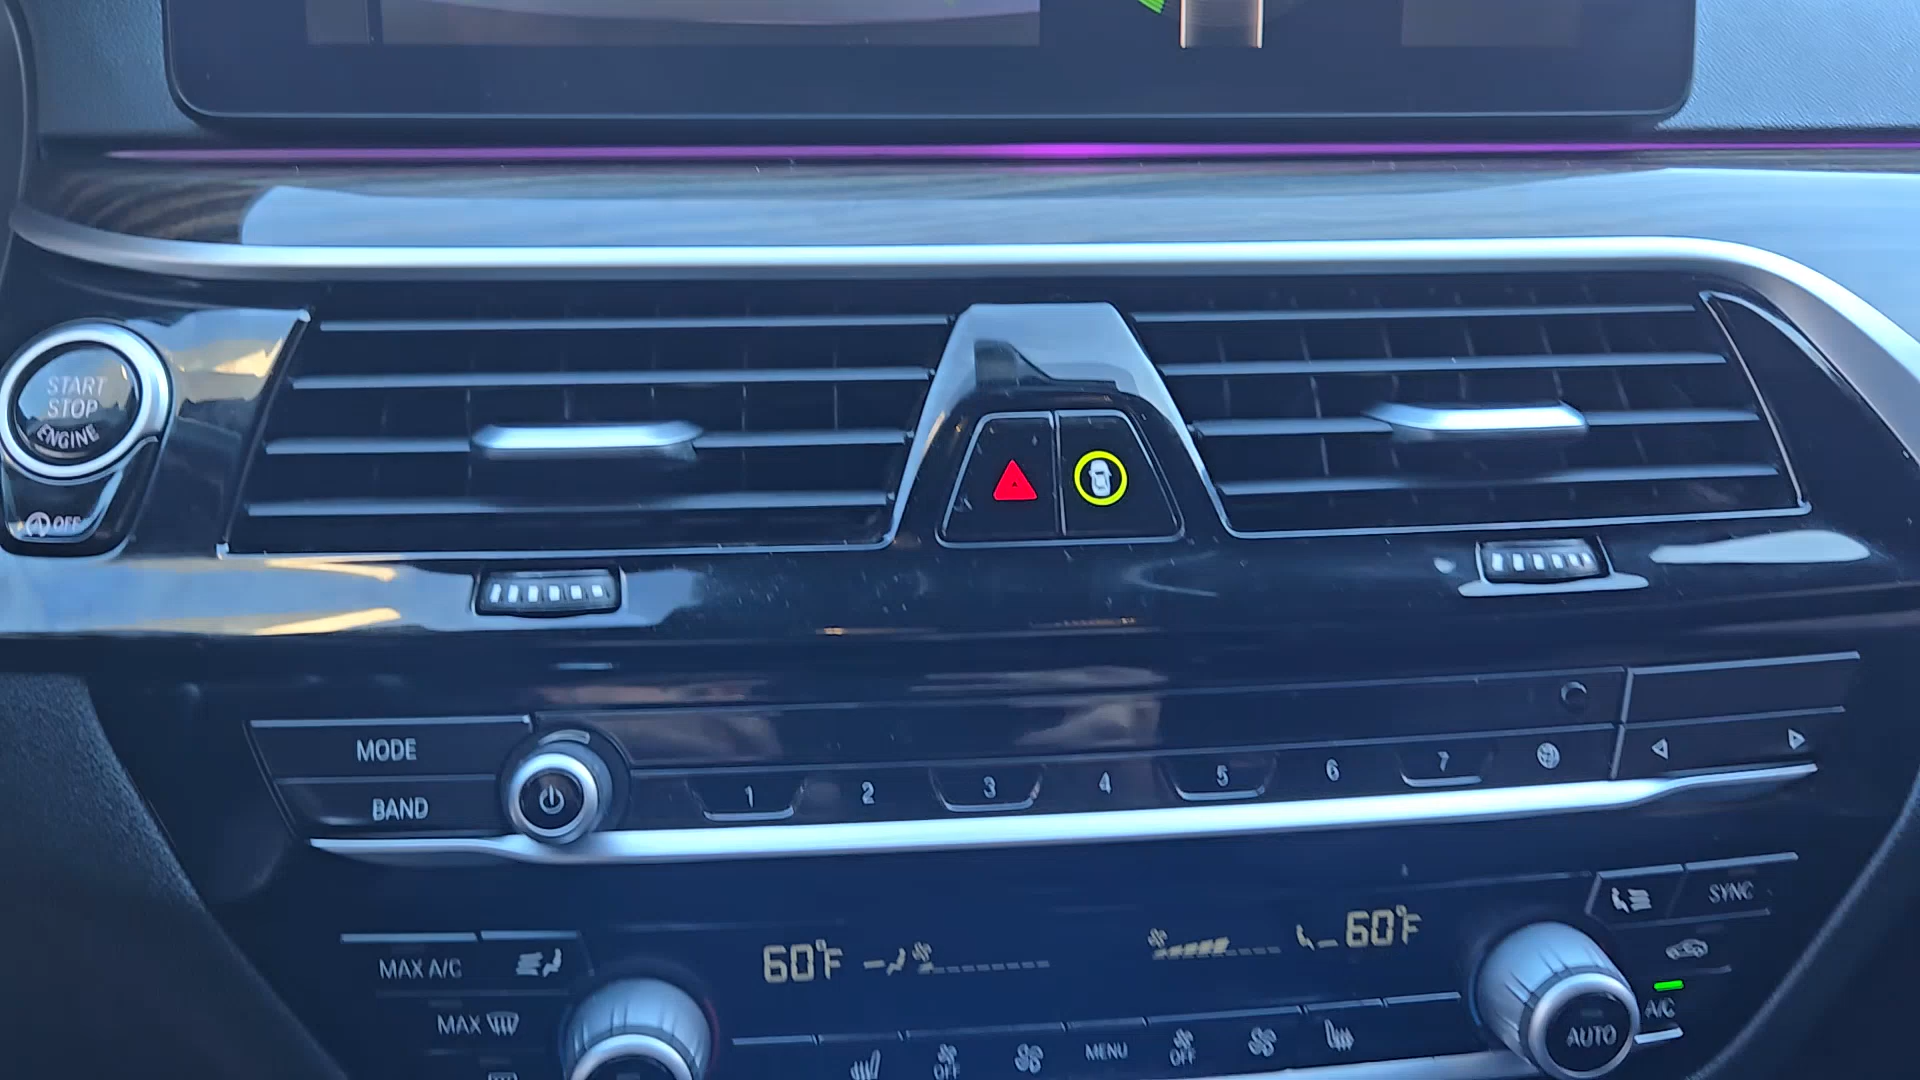 START
STOP
ENGINE
A OFF
MODE
BAND
1 2 3 4 5 6 7
60°F
60°F
SYNC
MAX A/C
MAX
A/C
AUTO
OFF
MENU
OFF